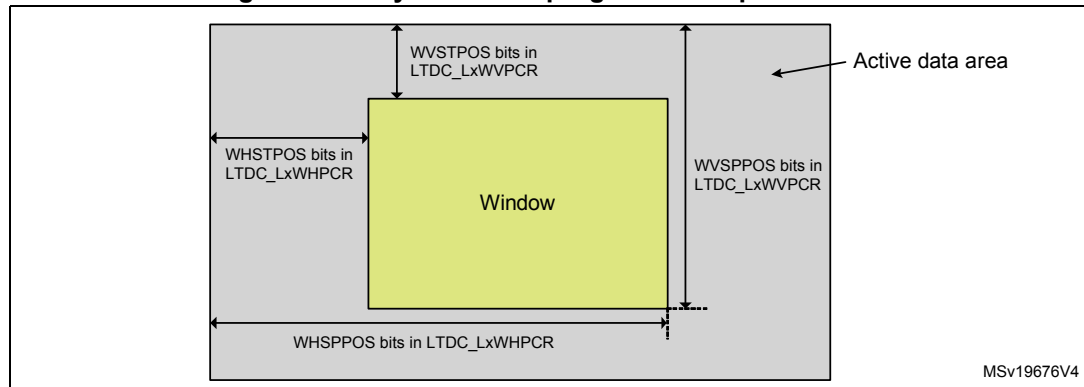 WVSTPOS bits in
LTDC_LxWVPCR
Active data area
WHSTPOS bits in
LTDC_LxWHPCR
WVSPPOS bits in
LTDC_LxWVPCR
Window
WHSPPOS bits in LTDC_LxWHPCR
MSv19676V4